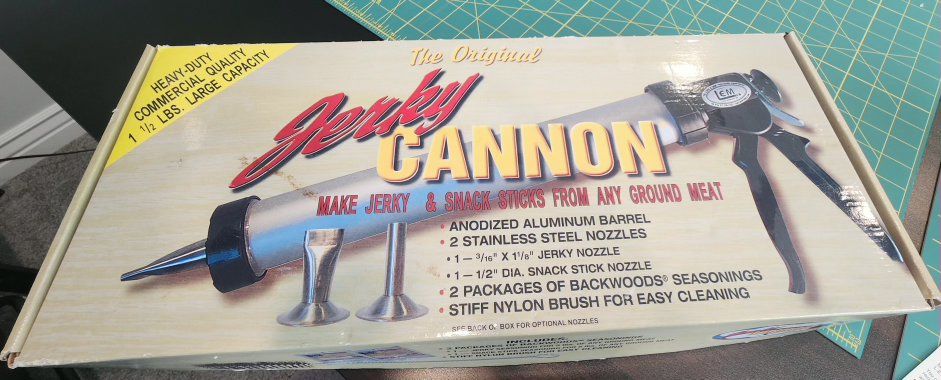 HEAVY-DUTY
COMMERCIAL QUALITY
1 1/2 LBS. LARGE CAPACITY
The Original
Jerky
CANNON
LEM
MAKE JERKY & SNACK STICKS FROM ANY GROUND MEAT
• ANODIZED ALUMINUM BARREL
• 2 STAINLESS STEEL NOZZLES
• 1 — 3/16" X 1 1/8" JERKY NOZZLE
• 1 — 1/2" DIA. SNACK STICK NOZZLE
• 2 PACKAGES OF BACKWOODS® SEASONINGS
• STIFF NYLON BRUSH FOR EASY CLEANING
SEE BACK OF BOX FOR OPTIONAL NOZZLES
INCLUDES: